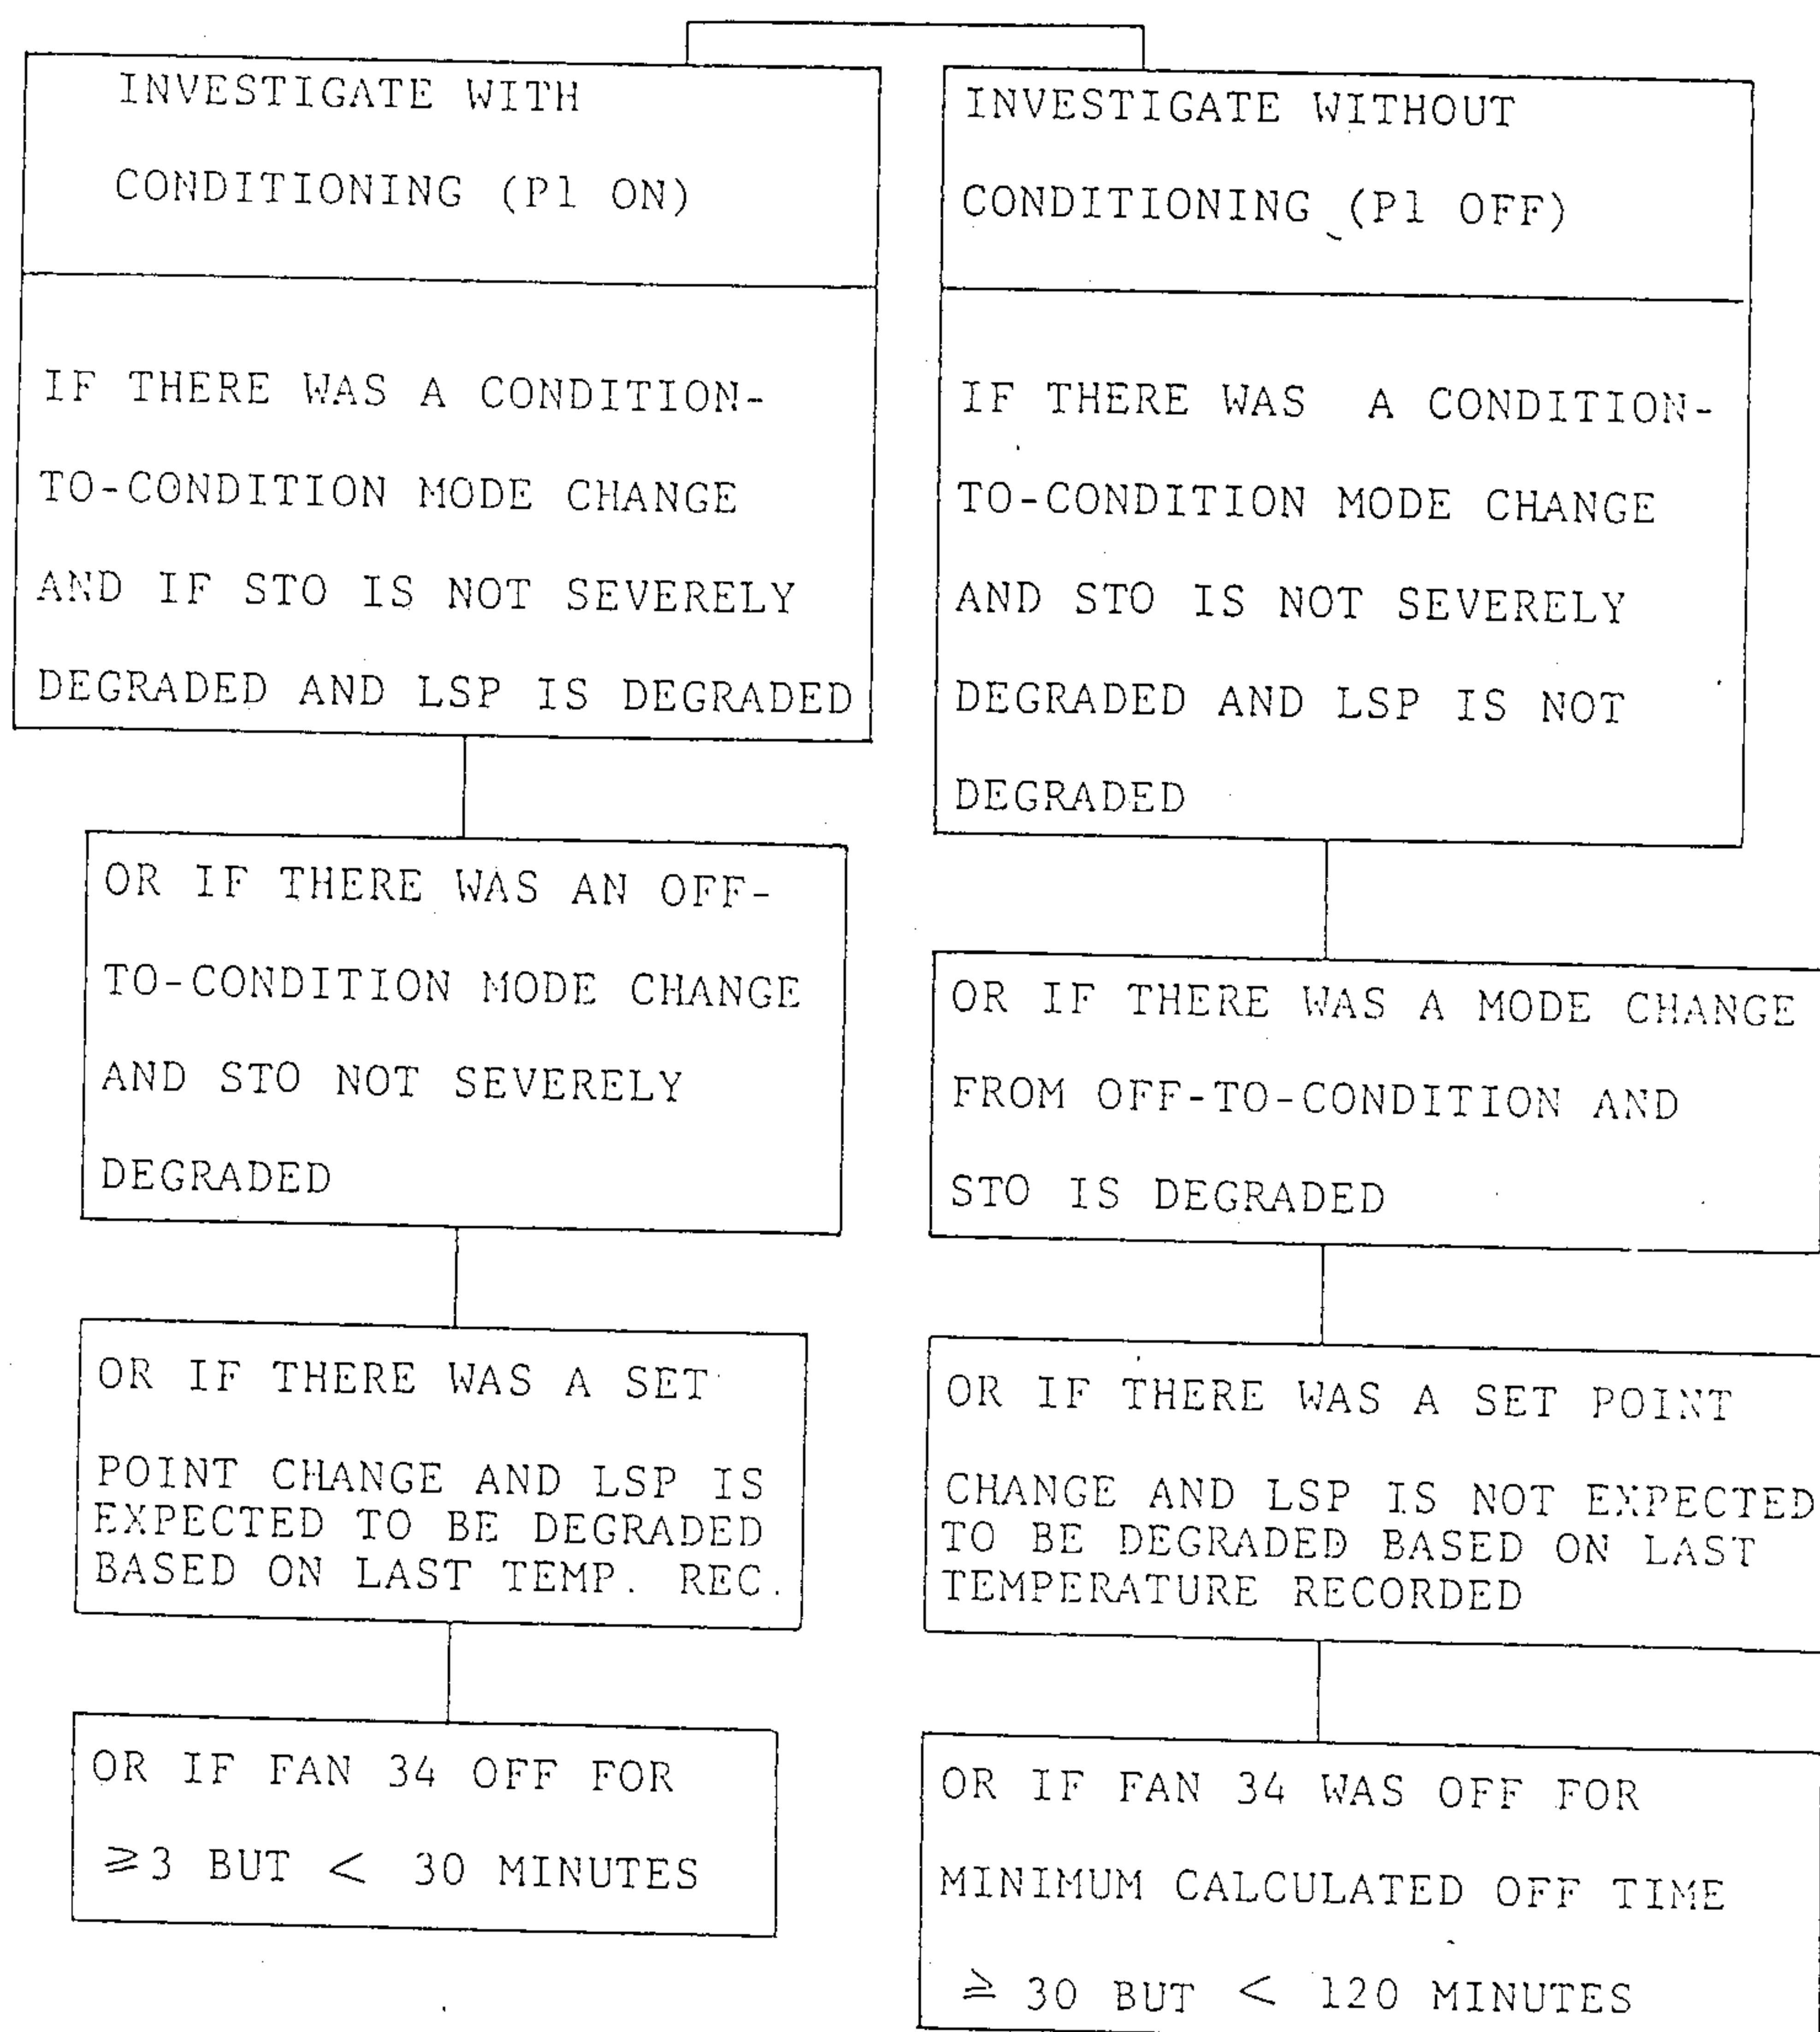 INVESTIGATE WITH
CONDITIONING (P1 ON)
IF THERE WAS A CONDITION-
TO-CONDITION MODE CHANGE
AND IF STO IS NOT SEVERELY
DEGRADED AND LSP IS DEGRADED
OR IF THERE WAS AN OFF-
TO-CONDITION MODE CHANGE
AND STO NOT SEVERELY
DEGRADED
OR IF THERE WAS A SET
POINT CHANGE AND LSP IS
EXPECTED TO BE DEGRADED
BASED ON LAST TEMP. REC.
OR IF FAN 34 OFF FOR
≥3 BUT < 30 MINUTES
INVESTIGATE WITHOUT
CONDITIONING (P1 OFF)
IF THERE WAS A CONDITION-
TO-CONDITION MODE CHANGE
AND STO IS NOT SEVERELY
DEGRADED AND LSP IS NOT
DEGRADED
OR IF THERE WAS A MODE CHANGE
FROM OFF-TO-CONDITION AND
STO IS DEGRADED
OR IF THERE WAS A SET POINT
CHANGE AND LSP IS NOT EXPECTED
TO BE DEGRADED BASED ON LAST
TEMPERATURE RECORDED
OR IF FAN 34 WAS OFF FOR
MINIMUM CALCULATED OFF TIME
≥ 30 BUT < 120 MINUTES